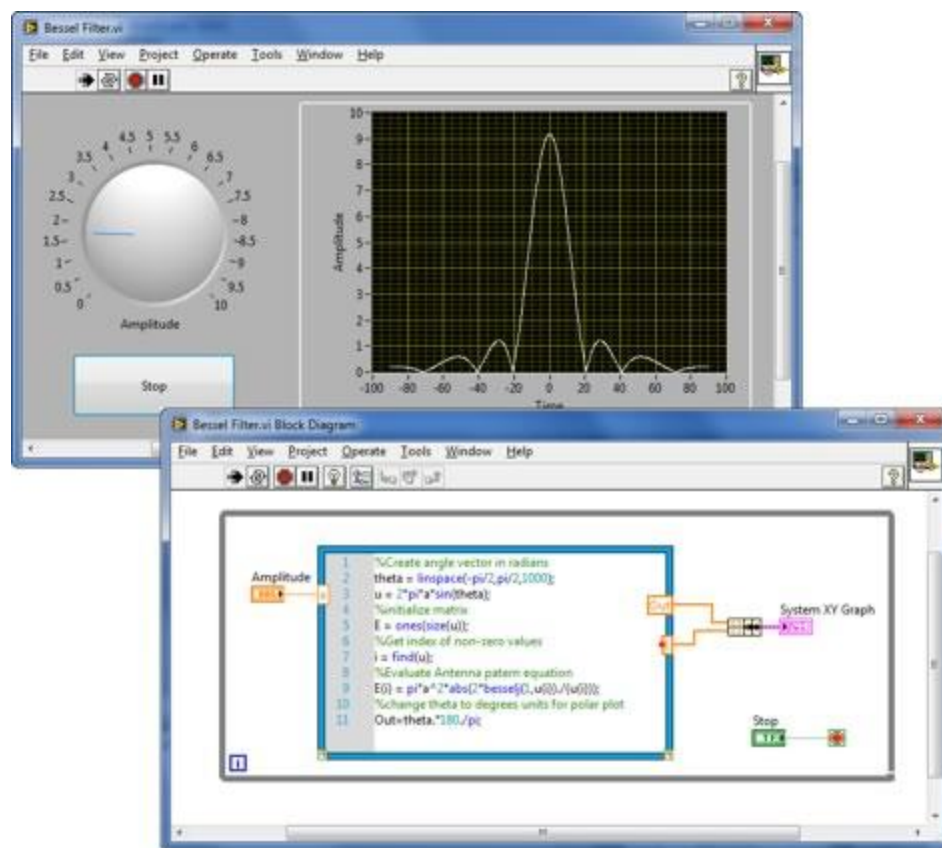 Bessel Filter.vi
File Edit View Project Operate Tools Window Help
0
0.5
1
1.5
2
2.5
3
3.5
4
4.5
5
5.5
6
6.5
7
7.5
8
8.5
9
9.5
10
Amplitude
Stop
Amplitude
10
9
8
7
6
5
4
3
2
1
0
-100 -80 -60 -40 -20 0 20 40 60 80 100
Time
Bessel Filter.vi Block Diagram
File Edit View Project Operate Tools Window Help
Amplitude
1 %Create angle vector in radians
2 theta = linspace(-pi/2,pi/2,1000);
3 u = 2*pi*a*sin(theta);
4 %initialize matrix
5 E = ones(size(u));
6 %Get index of non-zero values
7 i = find(u);
8 %Evaluate Antenna patern equation
9 E(i) = pi*a^2*abs(2*besselj(1,u(i))./(u(i)));
10 %change theta to degrees units for polar plot
11 Out=theta.*180./pi;
a
Out
System XY Graph
Stop
TF
i